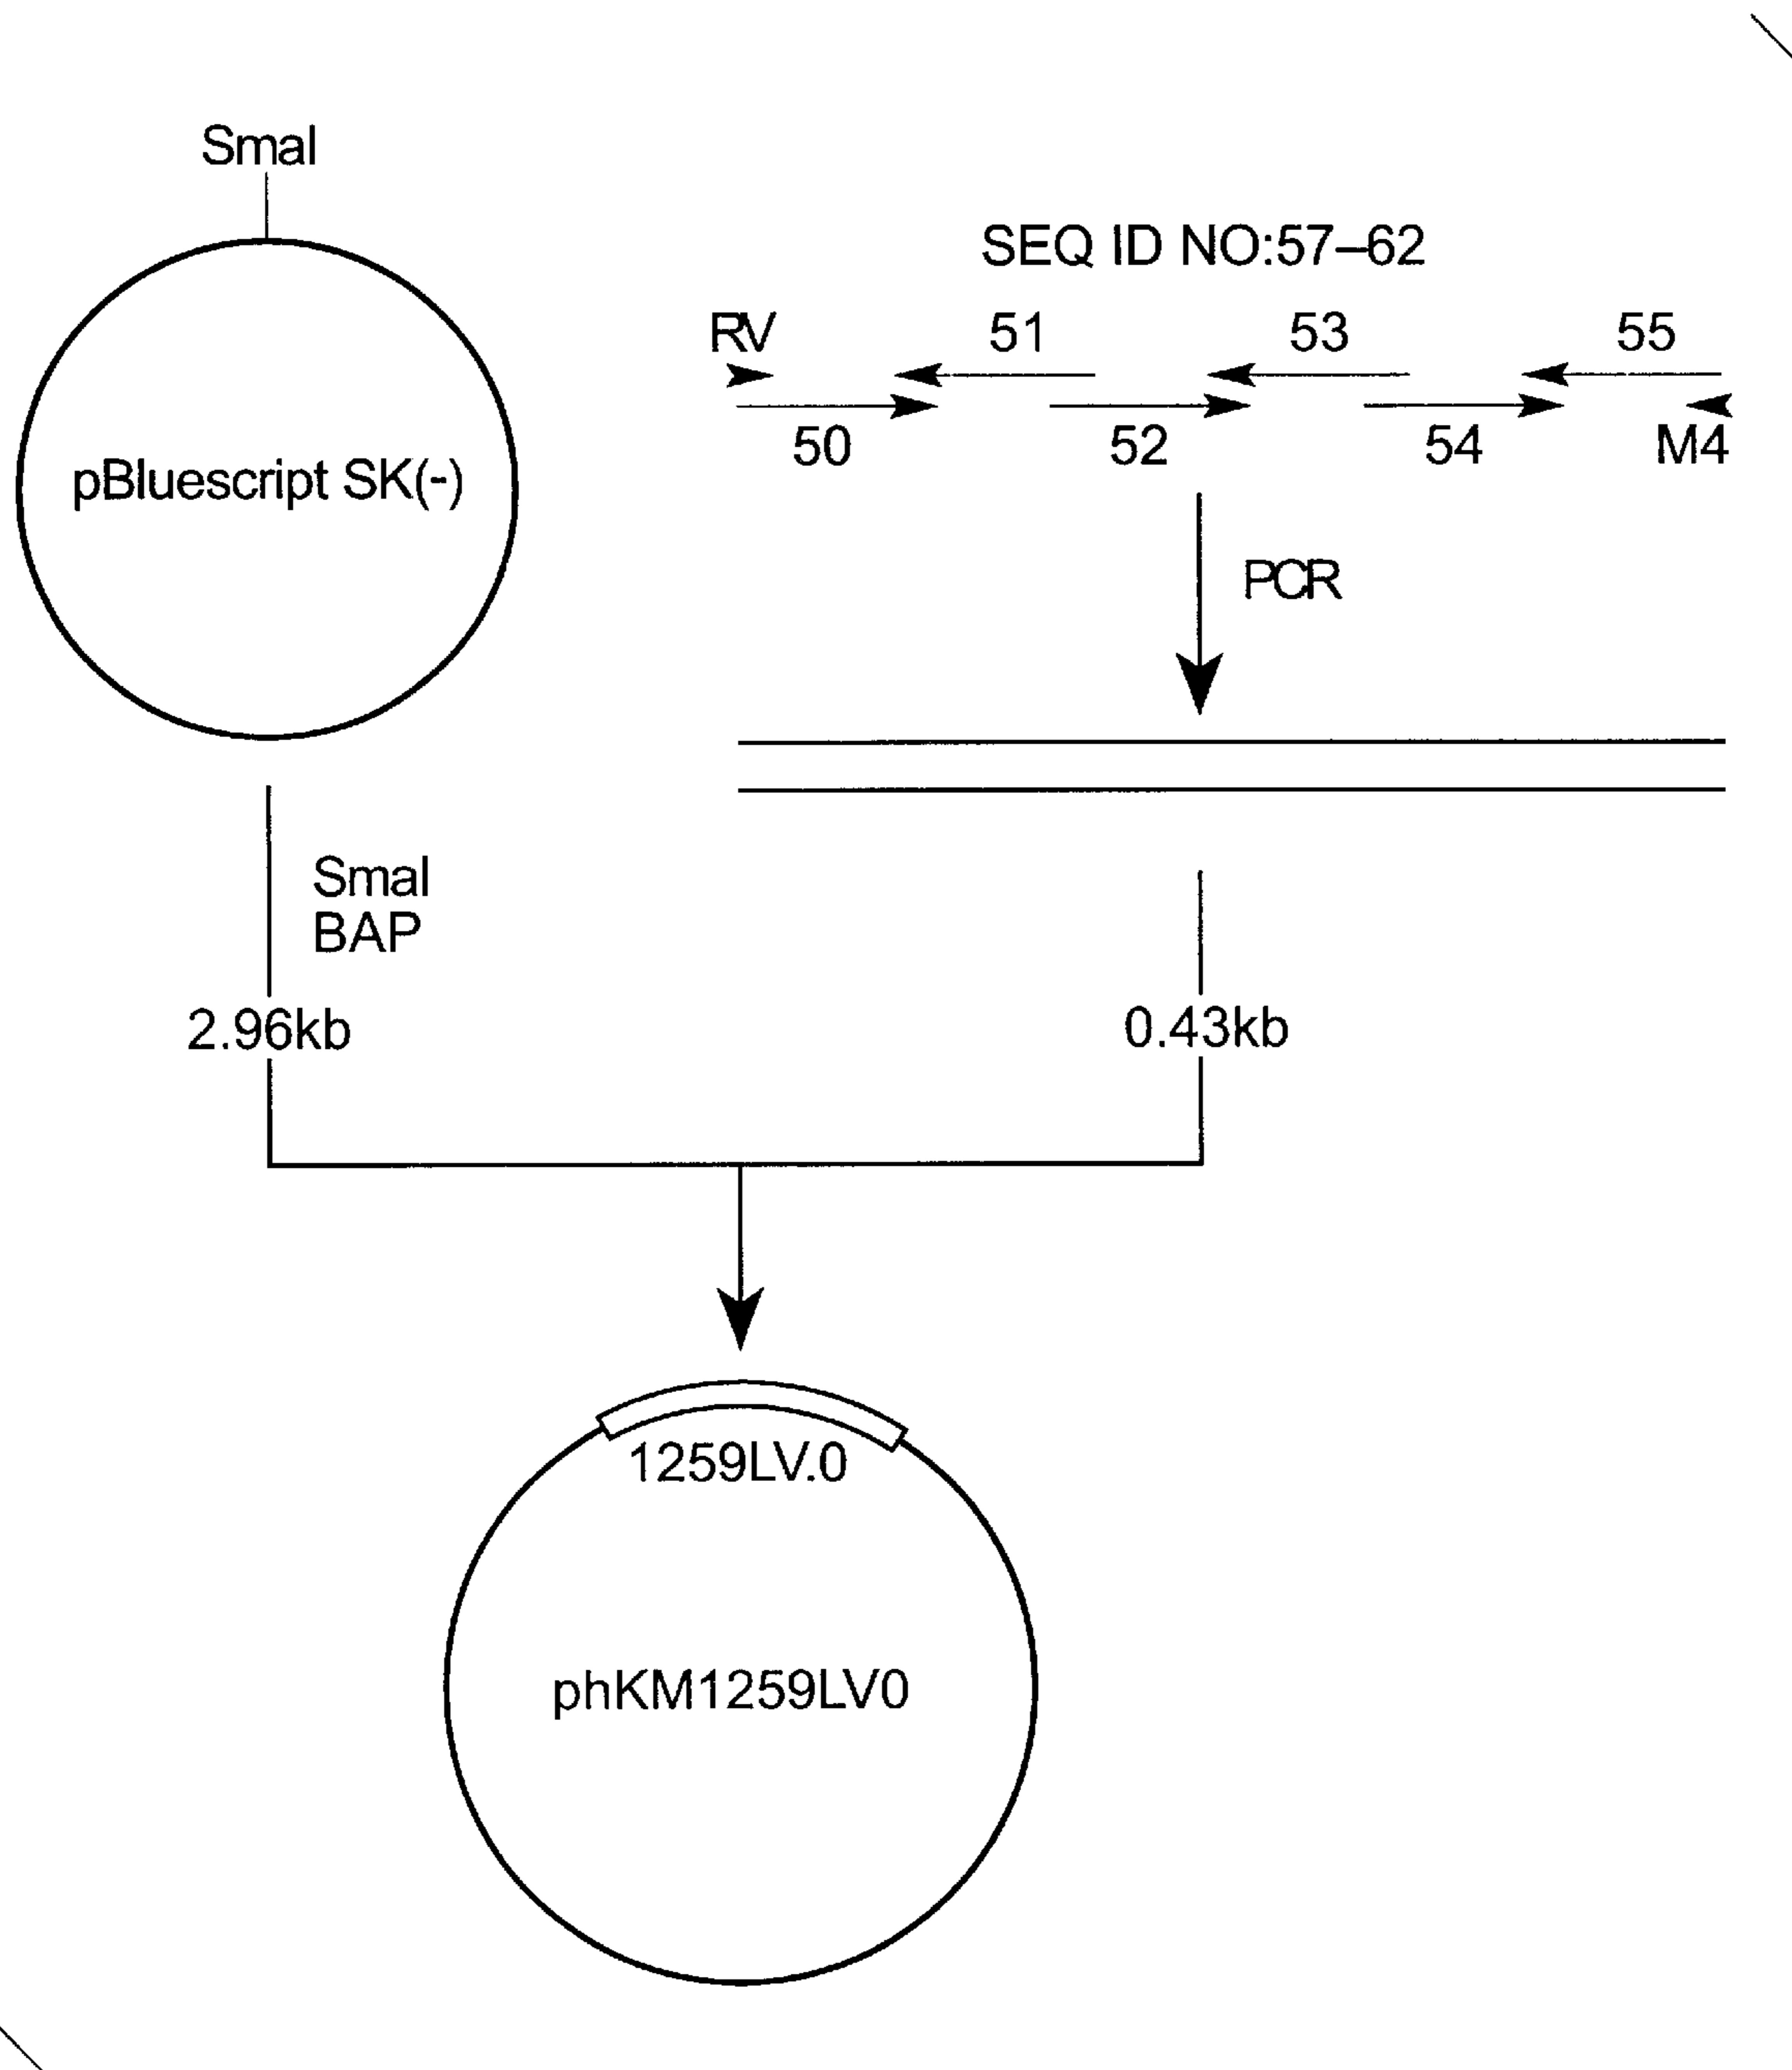 SmaI
pBluescript SK(-)
SEQ ID NO:57–62
RV
51
53
55
50
52
54
M4
PCR
SmaI
BAP
2.96kb
0.43kb
1259LV.0
phKM1259LV0